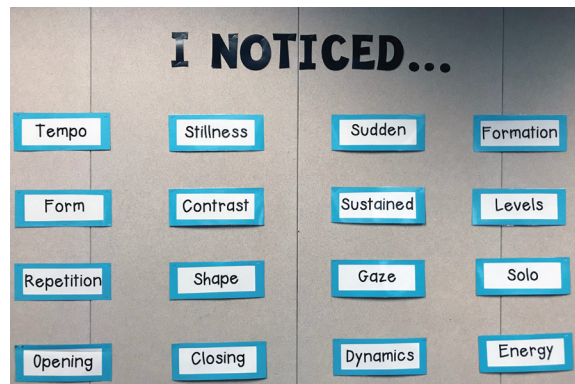 I NOTICED...
Tempo Stillness Sudden Formation
Form Contrast Sustained Levels
Repetition Shape Gaze Solo
Opening Closing Dynamics Energy